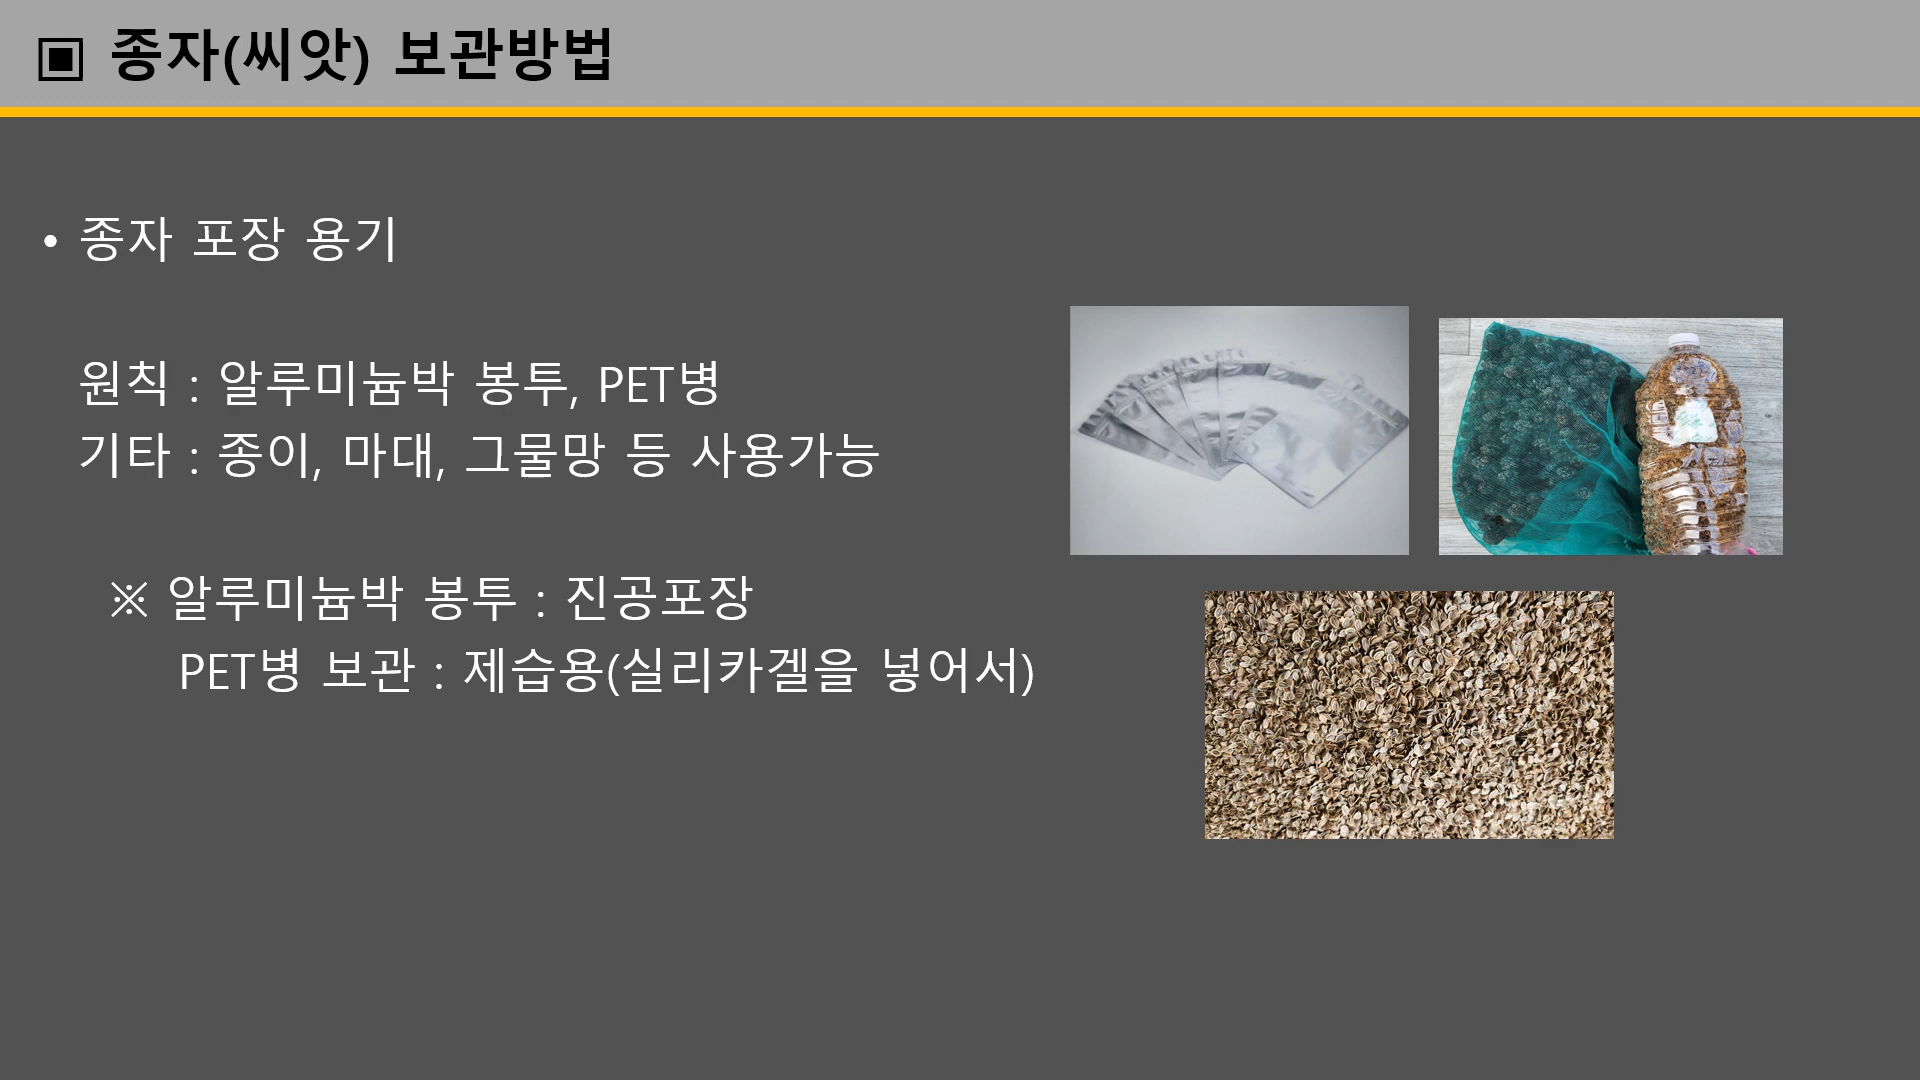 ▣ 종자(씨앗) 보관방법
• 종자 포장 용기
원칙 : 알루미늄박 봉투, PET병
기타 : 종이, 마대, 그물망 등 사용가능
※ 알루미늄박 봉투 : 진공포장
PET병 보관 : 제습용(실리카겔을 넣어서)